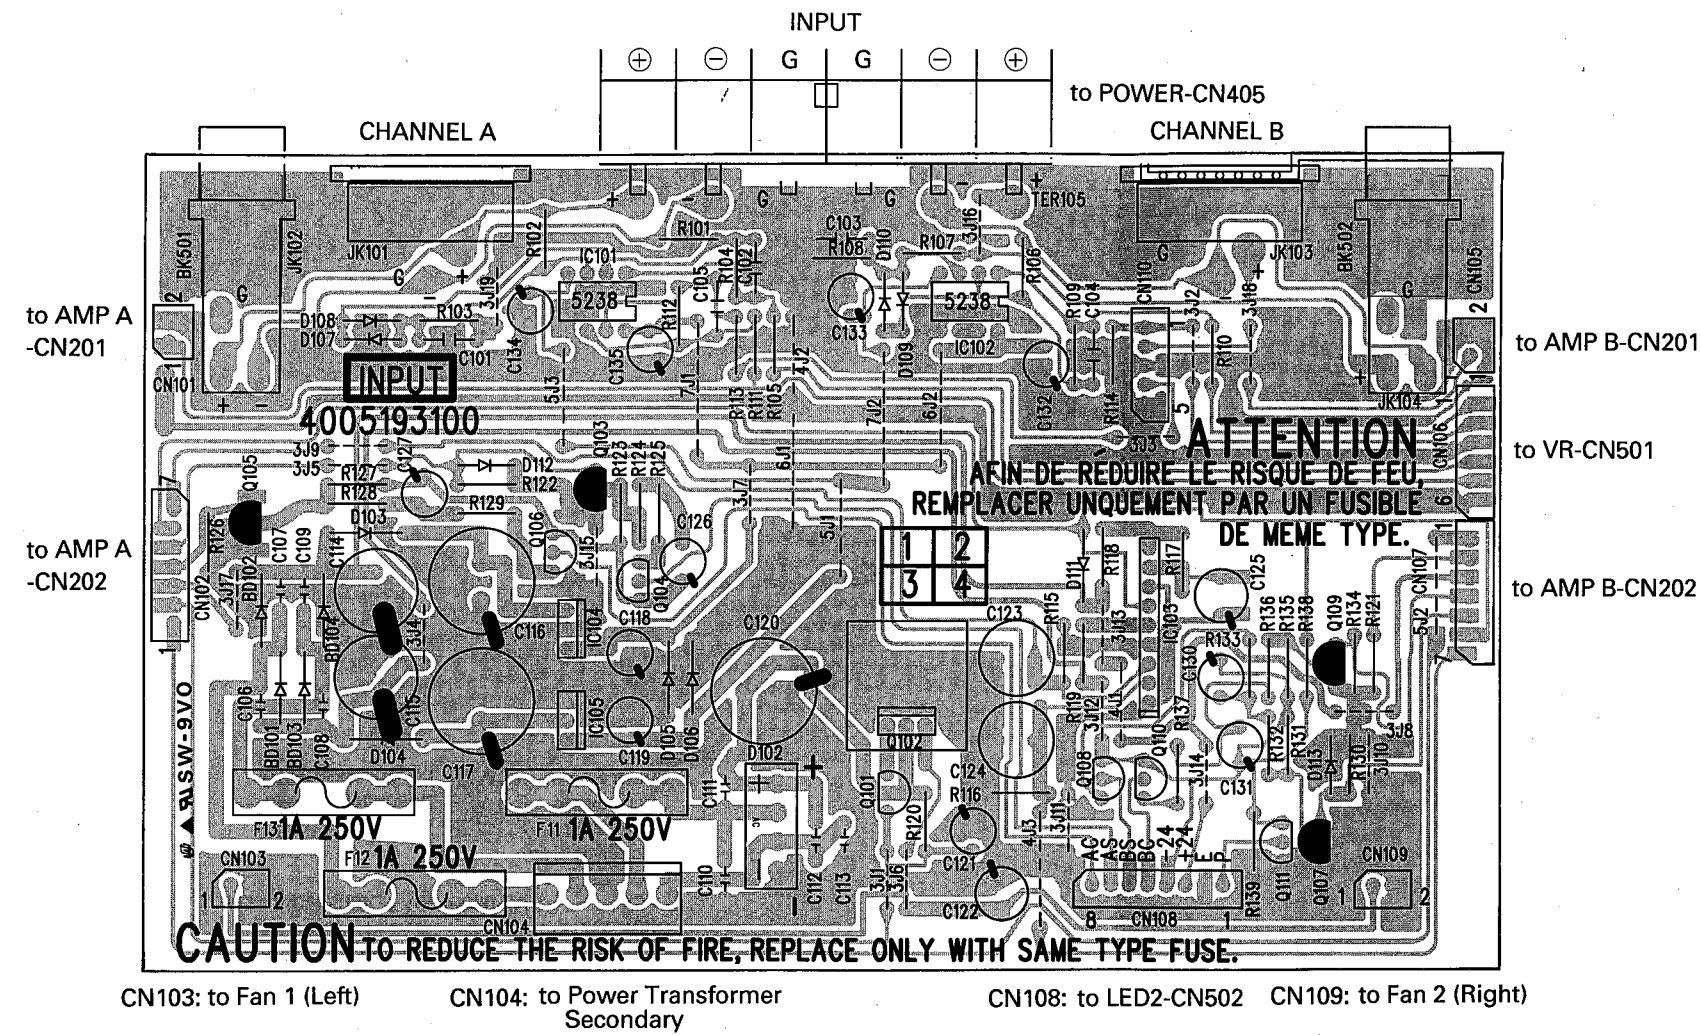 INPUT
⊕ ⊖ G G ⊖ ⊕
to POWER-CN405
CHANNEL A
CHANNEL B
+ - G G - + TER105
BK501
JK102
JK101
R102
IC101
R101
R104
C102
C105
C103
R108
D110
R107
3J16
R106
G
CN110
JK103
BK502
CN105
G
G + -
3J19
5238
R112
5238
R109
C104
3J2
3J18
+ -
G
2
2
to AMP A
-CN201
D108
D107
R103
C101
C134
C135
C133
D109
IC102
C132
R110
to AMP B-CN201
1
CN101
+ -
INPUT
5J3
7J1
R113
R111
R105
4J2
7J2
6J2
R114
5
+ -
JK104
1
4005193100
3J9
3J5
R127
R128
C127
D112
R122
R129
Q103
R123
R124
R125
6J1
3J7
3J3
ATTENTION
AFIN DE REDUIRE LE RISQUE DE FEU,
REMPLACER UNQUEMENT PAR UN FUSIBLE
DE MEME TYPE.
CN106
6
to VR-CN501
7
Q105
R126
D103
C107
C109
C114
Q106
3J15
C126
5J1
1 2
3 4
D111
R118
R117
C125
1
CN107
to AMP A
-CN202
CN102
3J17
BD102
BD104
3J4
C116
IC104
C118
Q104
C120
C123
R115
3J13
IC103
R133
R136
R135
R138
Q109
R134
R121
5J2
7
to AMP B-CN202
1
C106
C115
IC105
C130
R119
3J12
4J1
R137
BD101
BD103
C108
D104
C117
C119
D105
D106
D102
Q102
C124
Q108
Q110
3J14
C131
R132
R131
D113
R130
3J10
3J8
F13 1A 250V
F11 1A 250V
C111
+
Q101
R120
R116
C121
4J3
3J11
AC
AS
BS
BC
-24
+24
E
P
F12 1A 250V
CN103
1 2
CN104
C110
-
C112
C113
3J1
3J6
C122
8 CN108 1
R139
Q111
Q107
CN109
1 2
CAUTION TO REDUCE THE RISK OF FIRE, REPLACE ONLY WITH SAME TYPE FUSE.
CN103: to Fan 1 (Left)
CN104: to Power Transformer
Secondary
CN108: to LED2-CN502
CN109: to Fan 2 (Right)